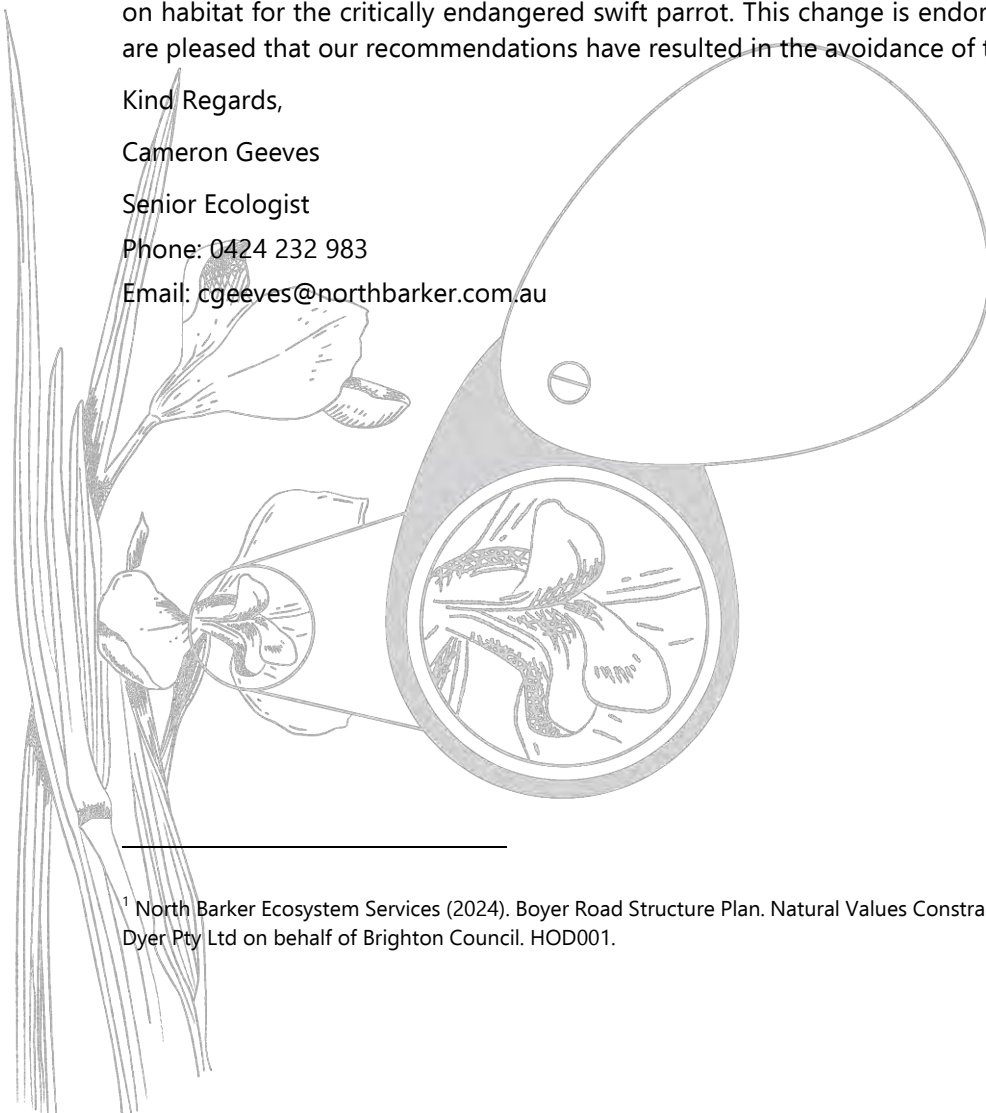 on habitat for the critically endangered swift parrot. This change is endor
are pleased that our recommendations have resulted in the avoidance of t
Kind Regards,
Cameron Geeves
Senior Ecologist
Phone: 0424 232 983
Email: cgeeves@northbarker.com.au
1 North Barker Ecosystem Services (2024). Boyer Road Structure Plan. Natural Values Constra
Dyer Pty Ltd on behalf of Brighton Council. HOD001.